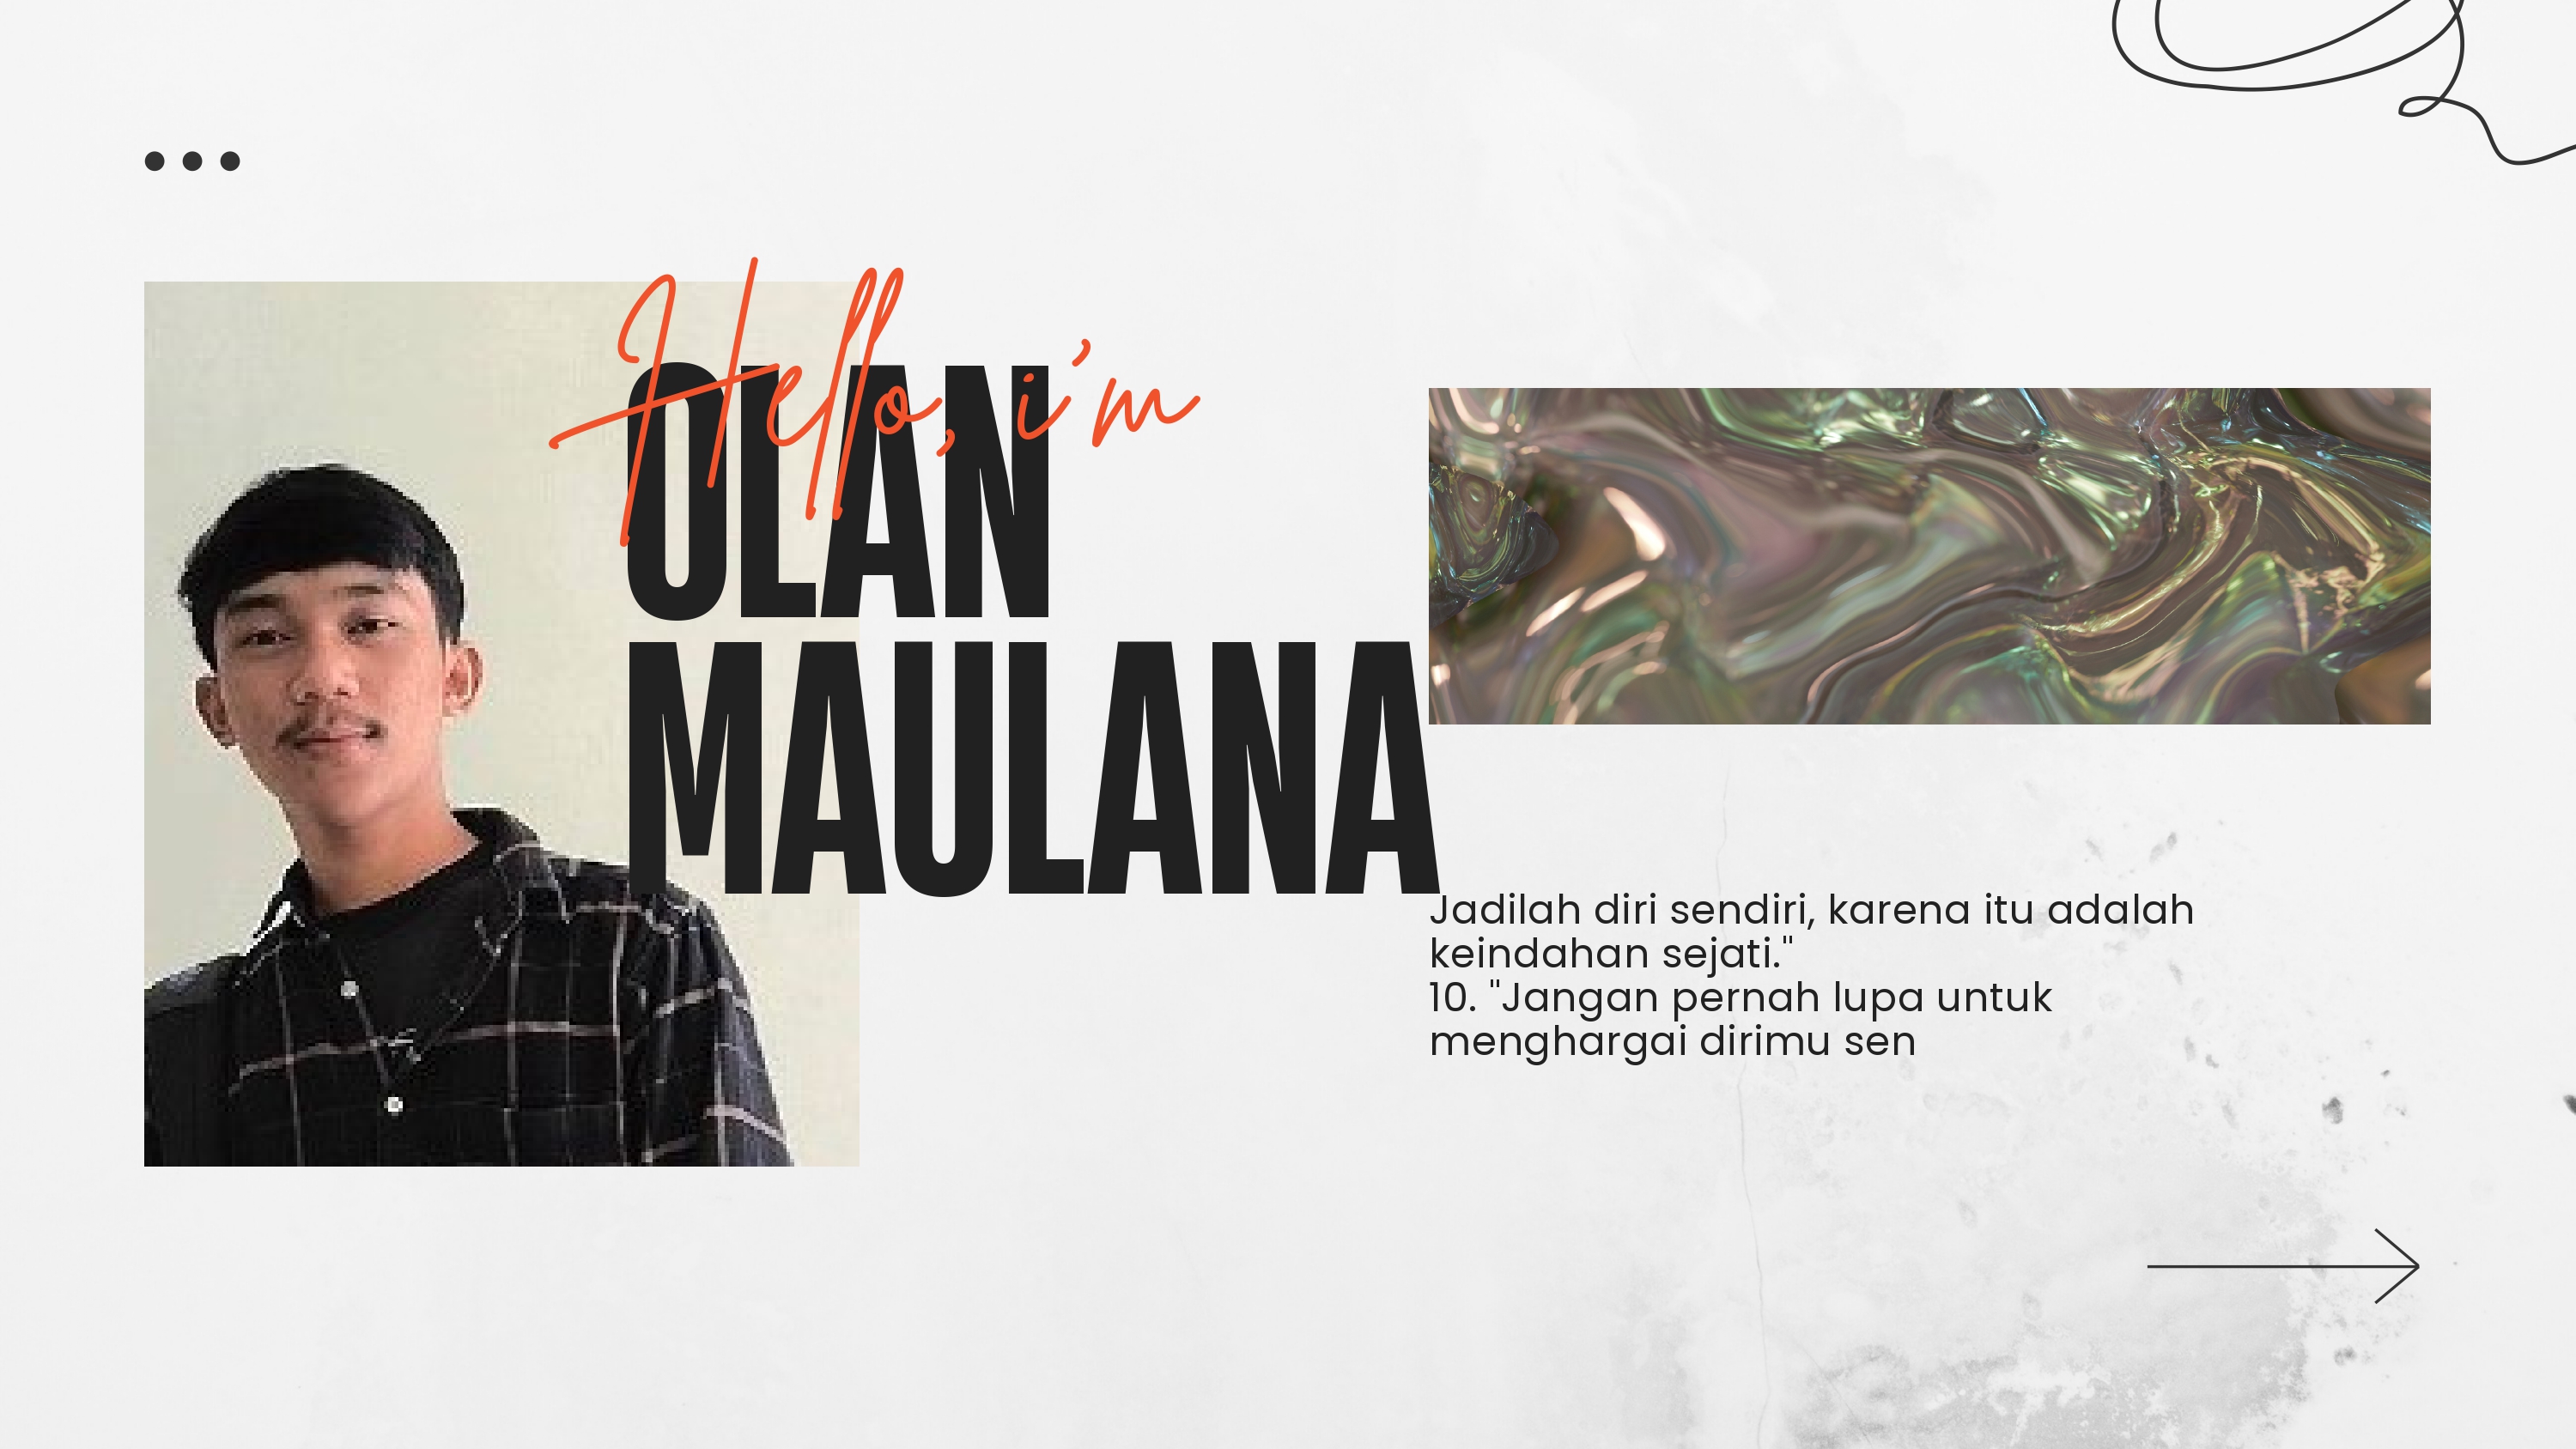 Hello, i'm
OLAN
MAULANA
Jadilah diri sendiri, karena itu adalah
keindahan sejati."
10. "Jangan pernah lupa untuk
menghargai dirimu sen